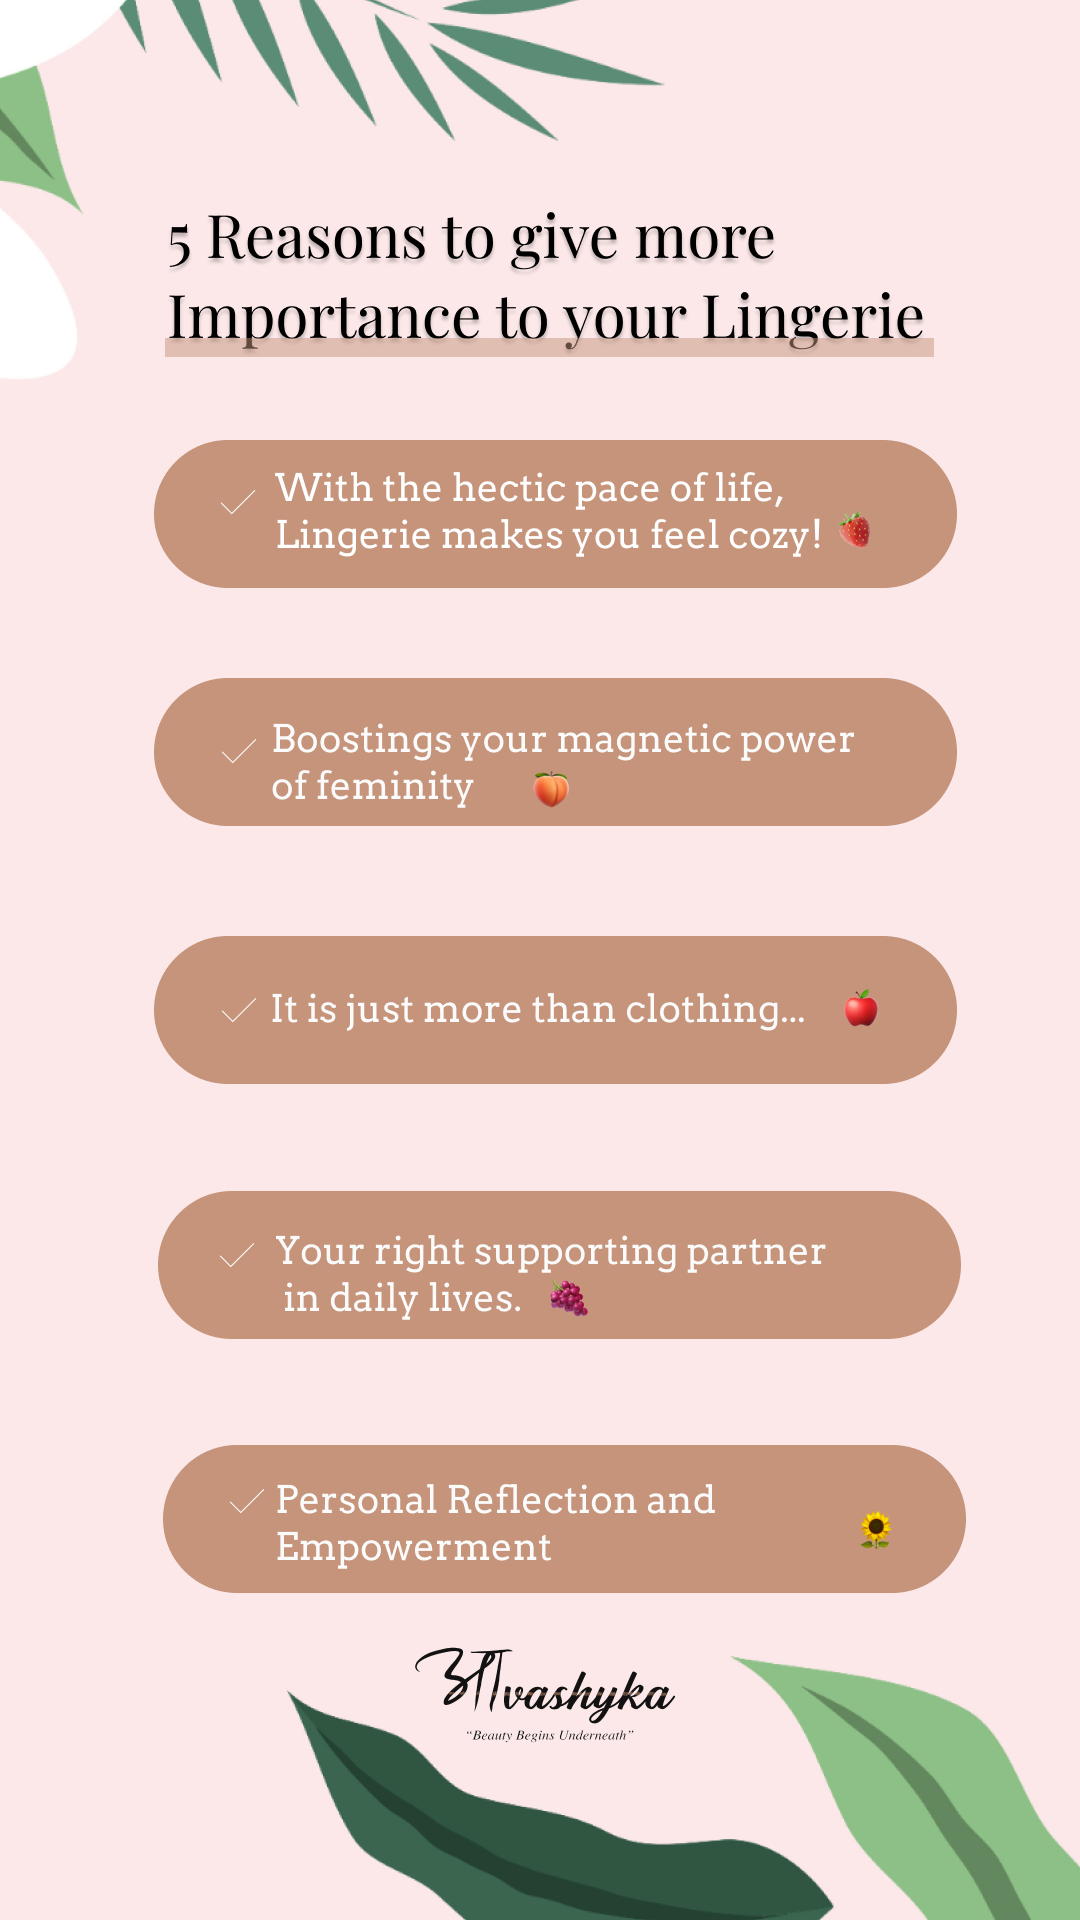 5 Reasons to give more
Importance to your Lingerie
With the hectic pace of life,
Lingerie makes you feel cozy! 🍓
Boostings your magnetic power
of feminity 🍑
It is just more than clothing... 🍎
Your right supporting partner
in daily lives. 🍇
Personal Reflection and
Empowerment 🌻
आvashyka
“Beauty Begins Underneath”